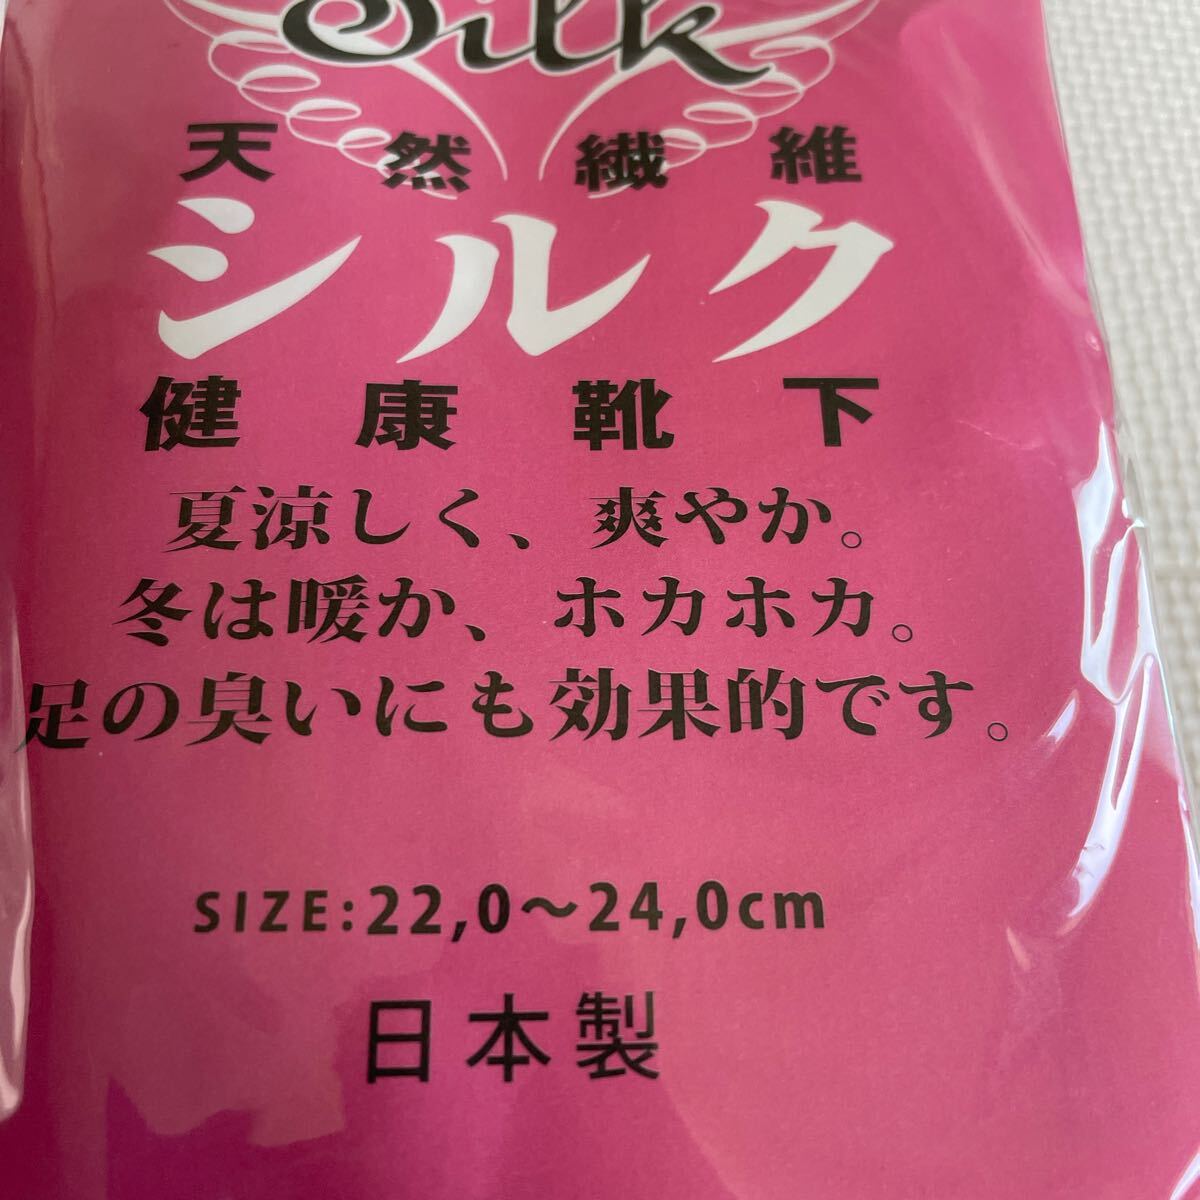 Silk
天然繊維
シルク
健康靴下
夏涼しく、爽やか。
冬は暖か、ホカホカ。
足の臭いにも効果的です。
SIZE:22,0～24,0cm
日本製